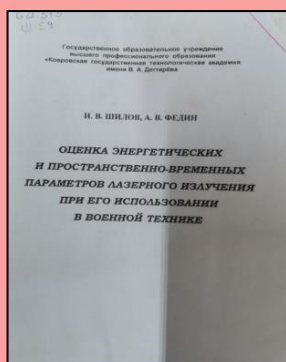 Государственное образовательное учреждение
высшего профессионального образования
«Ковровская государственная технологическая академия
имени В. А. Дегтярёва
И. В. ШИЛОВ, А. В. ФЕДИН
ОЦЕНКА ЭНЕРГЕТИЧЕСКИХ
И ПРОСТРАНСТВЕННО-ВРЕМЕННЫХ
ПАРАМЕТРОВ ЛАЗЕРНОГО ИЗЛУЧЕНИЯ
ПРИ ЕГО ИСПОЛЬЗОВАНИИ
В ВОЕННОЙ ТЕХНИКЕ